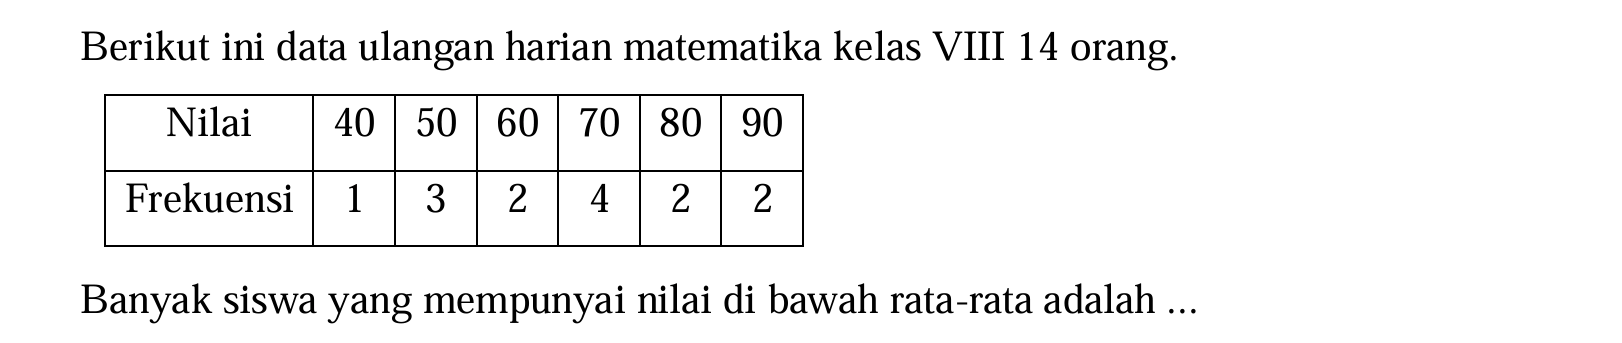 Berikut ini data ulangan harian matematika kelas VIII 14 orang.
Nilai 40 50 60 70 80 90
Frekuensi 1 3 2 4 2 2
Banyak siswa yang mempunyai nilai di bawah rata-rata adalah ...